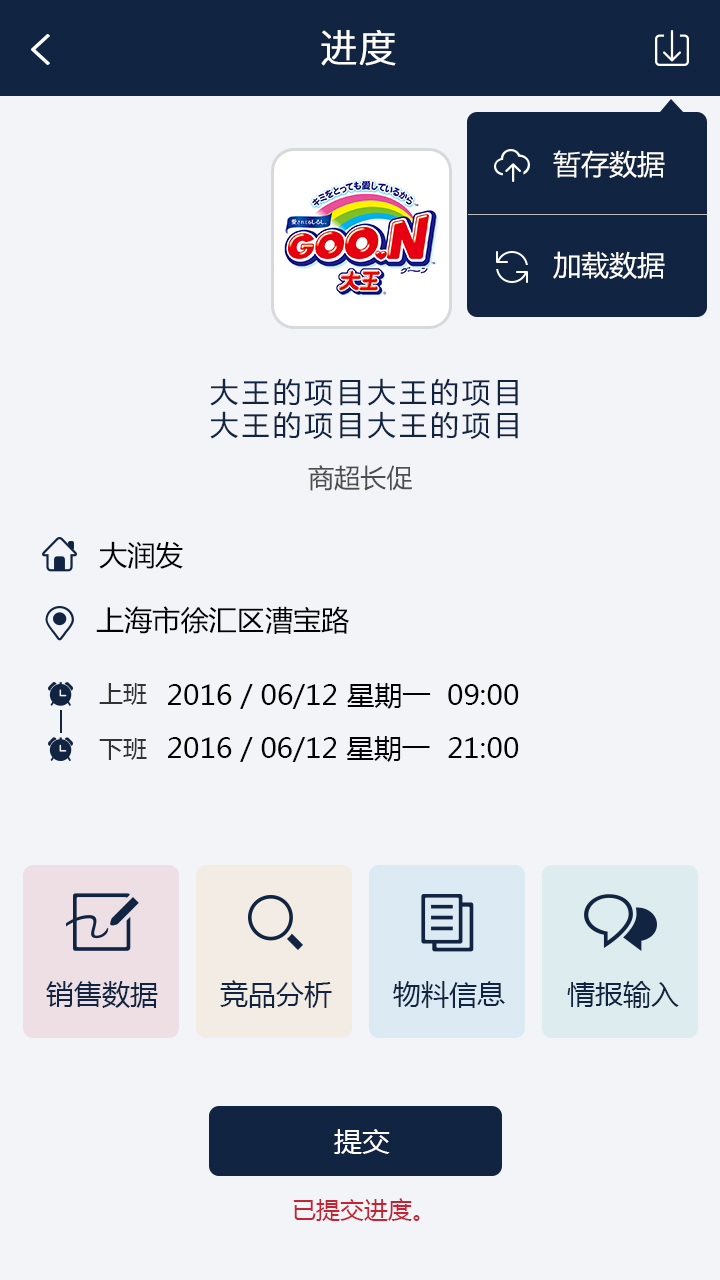 进度
暂存数据
加载数据
キミをとっても愛しているから
愛されてるしるし。
GOO.N
グ〜ン
大王
大王的项目大王的项目
大王的项目大王的项目
商超长促
大润发
上海市徐汇区漕宝路
上班 2016 / 06/12 星期一 09:00
下班 2016 / 06/12 星期一 21:00
销售数据
竞品分析
物料信息
情报输入
提交
已提交进度。